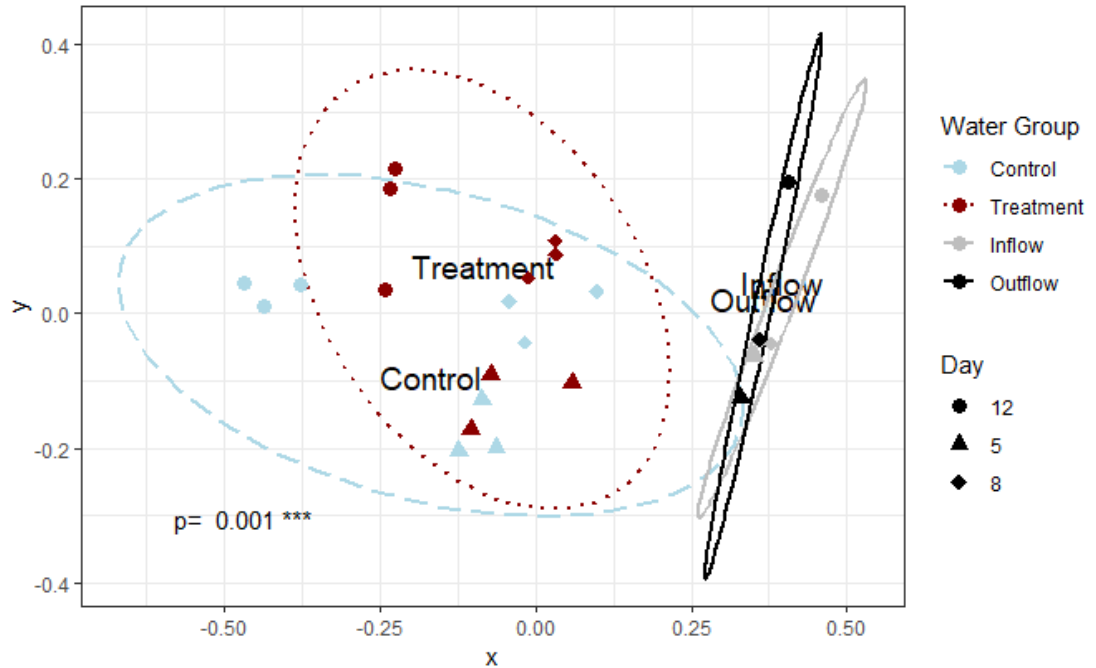 0.4
0.2
0.0
-0.2
-0.4
y
Treatment
Control
Inflow
Outflow
p= 0.001 ***
-0.50
-0.25
0.00
0.25
0.50
x
Water Group
Control
Treatment
Inflow
Outflow
Day
12
5
8